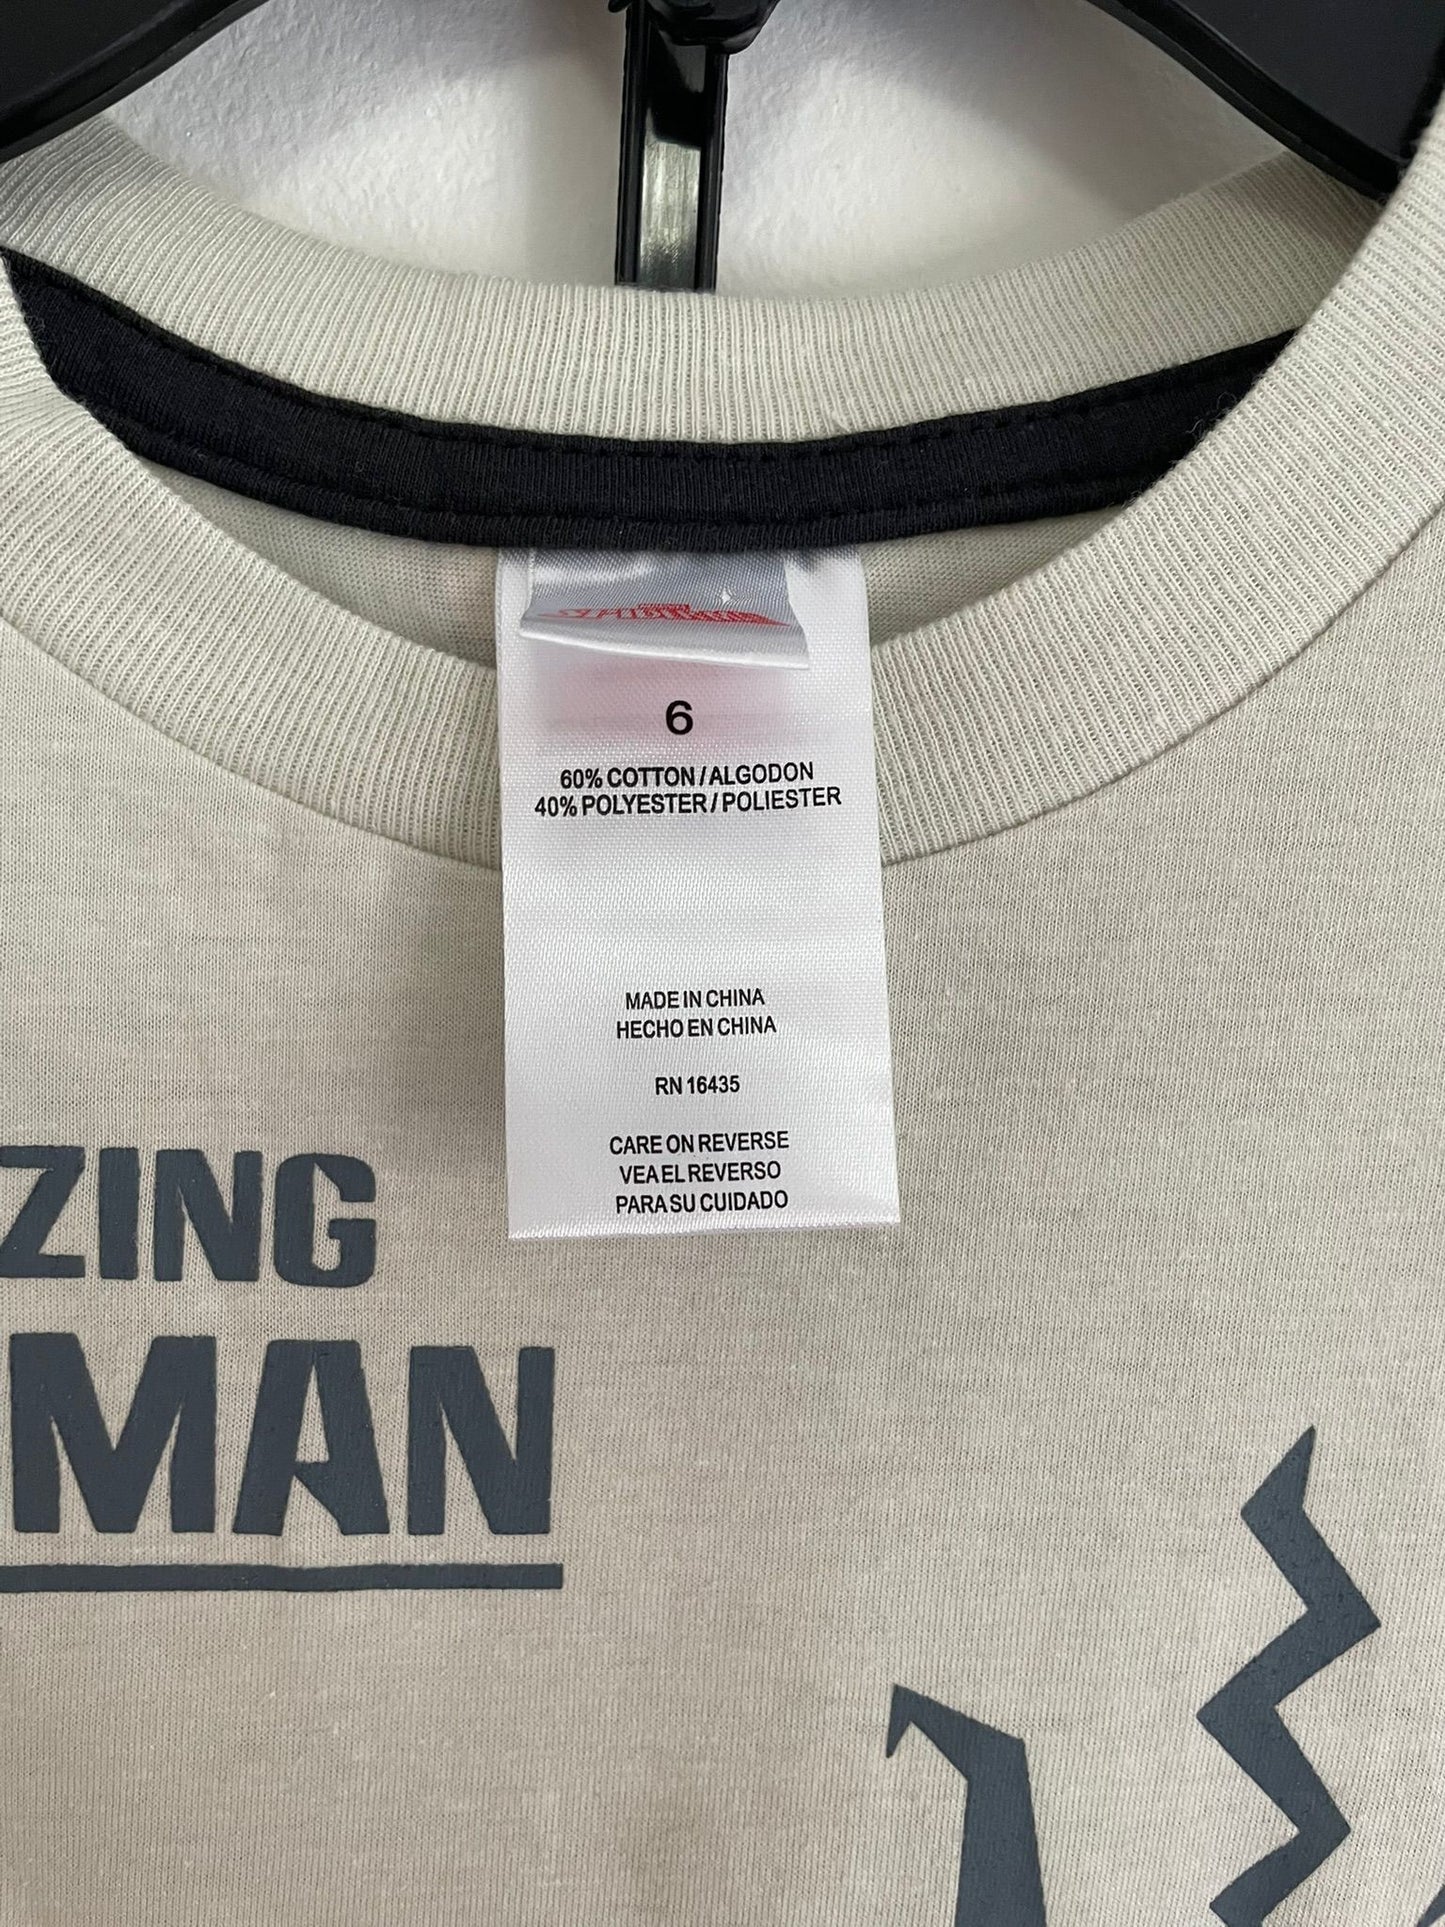 6
60% COTTON / ALGODON
40% POLYESTER / POLIESTER
MADE IN CHINA
HECHO EN CHINA
RN 16435
CARE ON REVERSE
VEA EL REVERSO
PARA SU CUIDADO
ZING
MAN